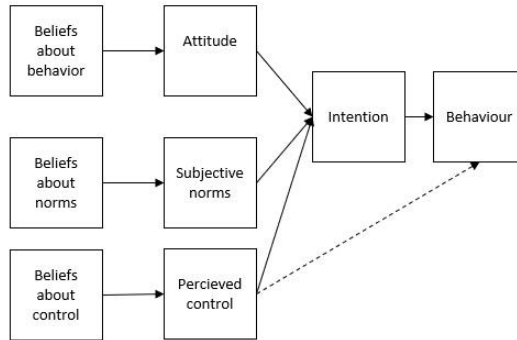 Beliefs
about
behavior
Attitude
Intention
Behaviour
Beliefs
about
norms
Subjective
norms
Beliefs
about
control
Percieved
control